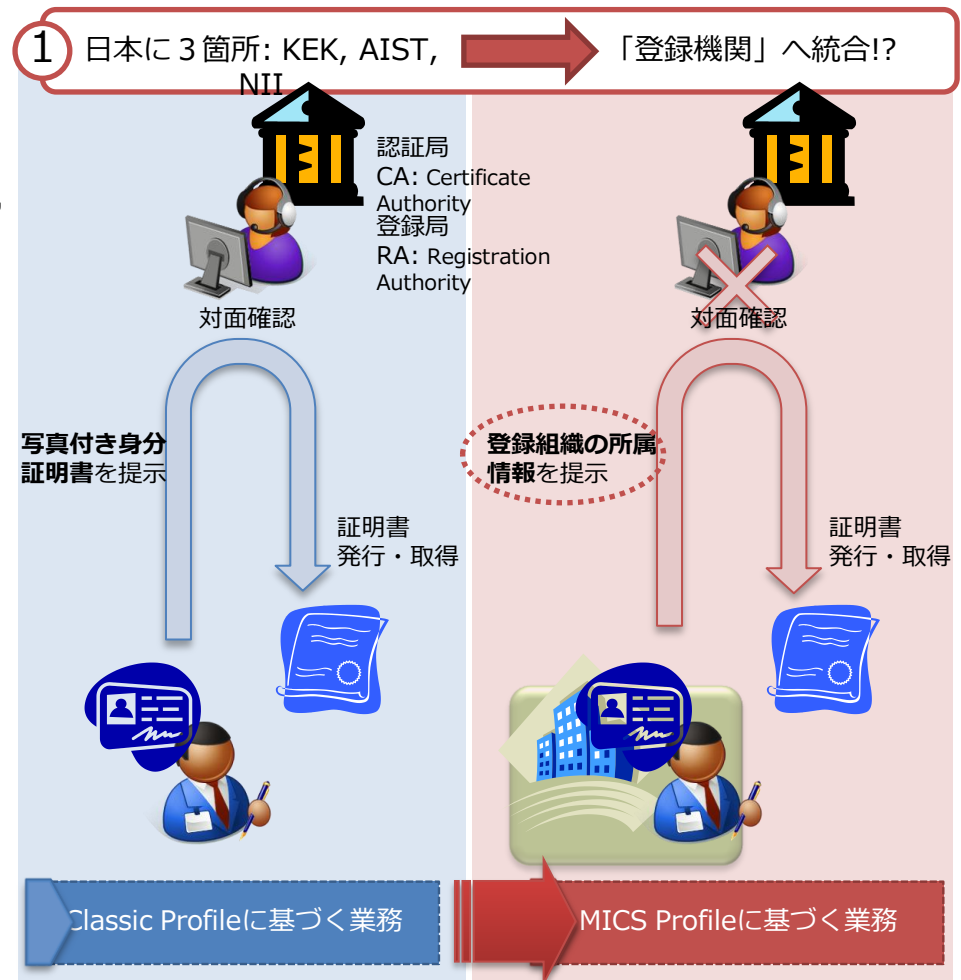 1
日本に３箇所: KEK, AIST,
NII
「登録機関」へ統合!?
認証局
CA: Certificate
Authority
登録局
RA: Registration
Authority
対面確認
写真付き身分
証明書を提示
証明書
発行・取得
Classic Profileに基づく業務
対面確認
登録組織の所属
情報を提示
証明書
発行・取得
MICS Profileに基づく業務